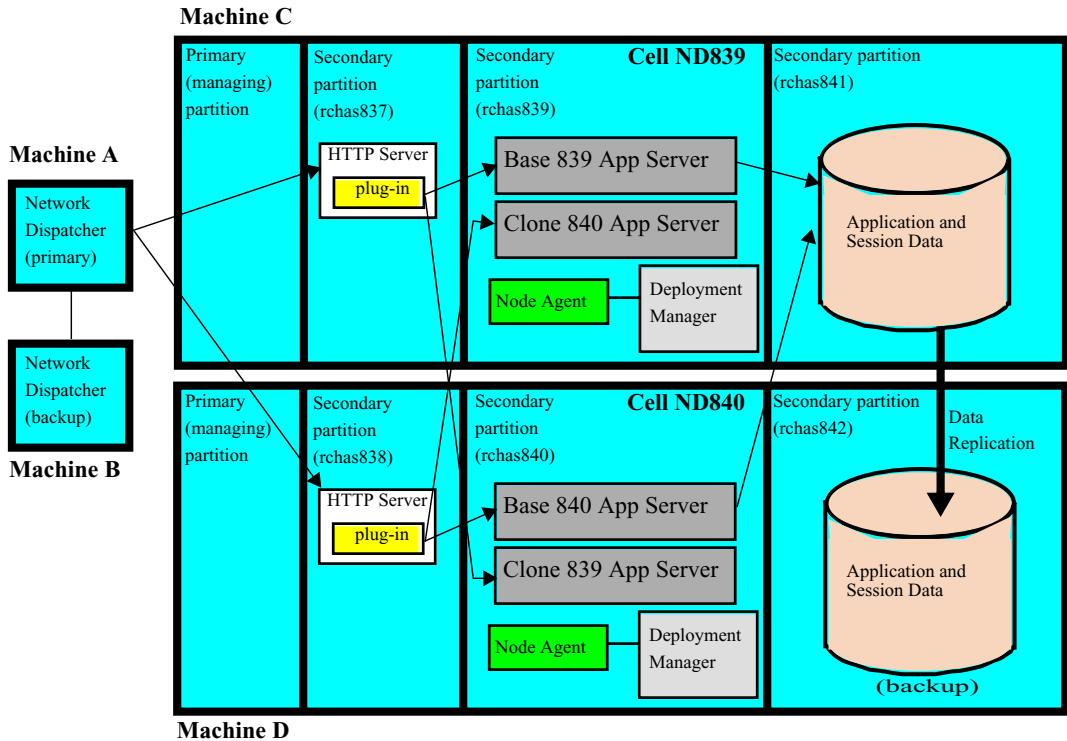 Machine C
Primary
(managing)
partition
Secondary
partition
(rchas837)
HTTP Server
plug-in
Secondary
partition
(rchas839)
Cell ND839
Base 839 App Server
Clone 840 App Server
Node Agent
Deployment
Manager
Secondary partition
(rchas841)
Application and
Session Data
Machine A
Network
Dispatcher
(primary)
Network
Dispatcher
(backup)
Machine B
Primary
(managing)
partition
Secondary
partition
(rchas838)
HTTP Server
plug-in
Secondary
partition
(rchas840)
Cell ND840
Base 840 App Server
Clone 839 App Server
Node Agent
Deployment
Manager
Secondary partition
(rchas842)
Data
Replication
Application and
Session Data
(backup)
Machine D